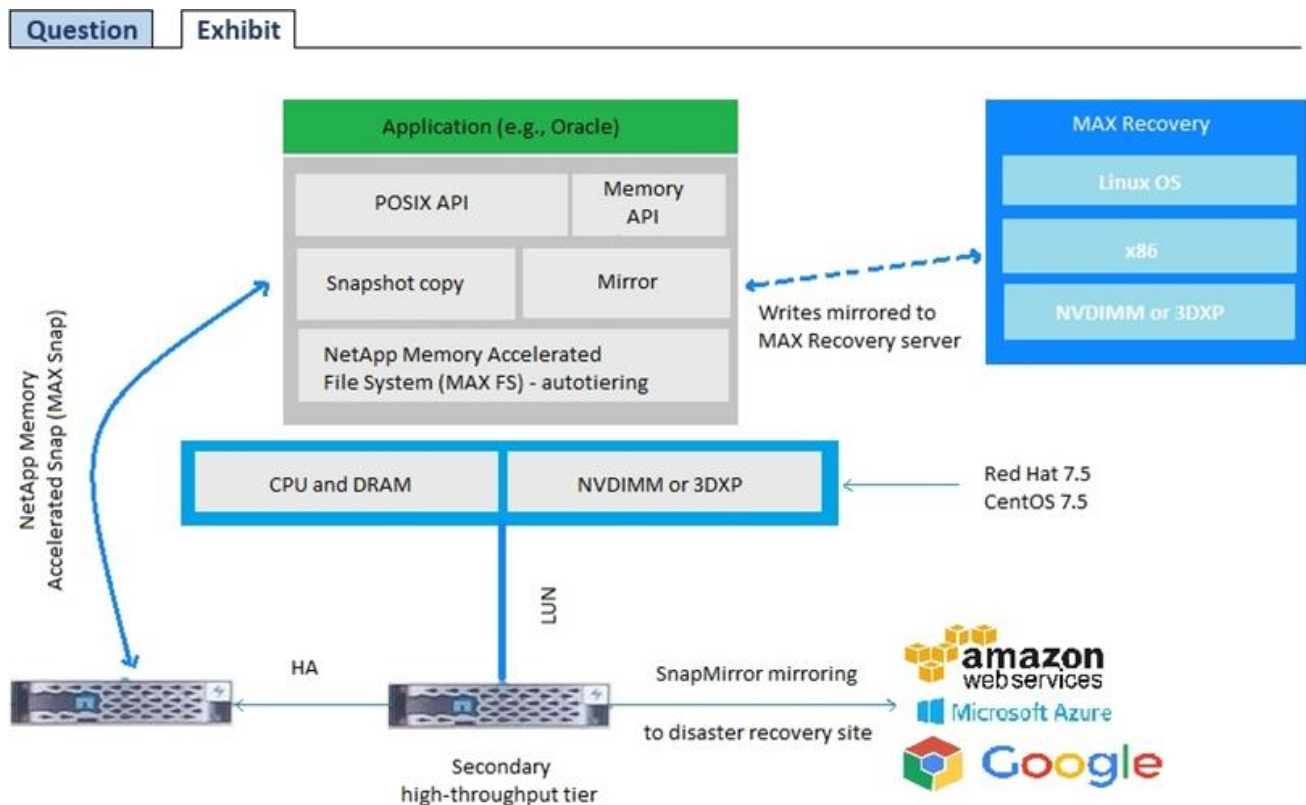 Question
Exhibit
Application (e.g., Oracle)
POSIX API
Memory
API
Snapshot copy
Mirror
NetApp Memory Accelerated
File System (MAX FS) - autotiering
MAX Recovery
Linux OS
x86
NVDIMM or 3DXP
Writes mirrored to
MAX Recovery server
NetApp Memory
Accelerated Snap (MAX Snap)
CPU and DRAM
NVDIMM or 3DXP
Red Hat 7.5
CentOS 7.5
LUN
HA
SnapMirror mirroring
to disaster recovery site
Secondary
high-throughput tier
amazon
webservices
Microsoft Azure
Google